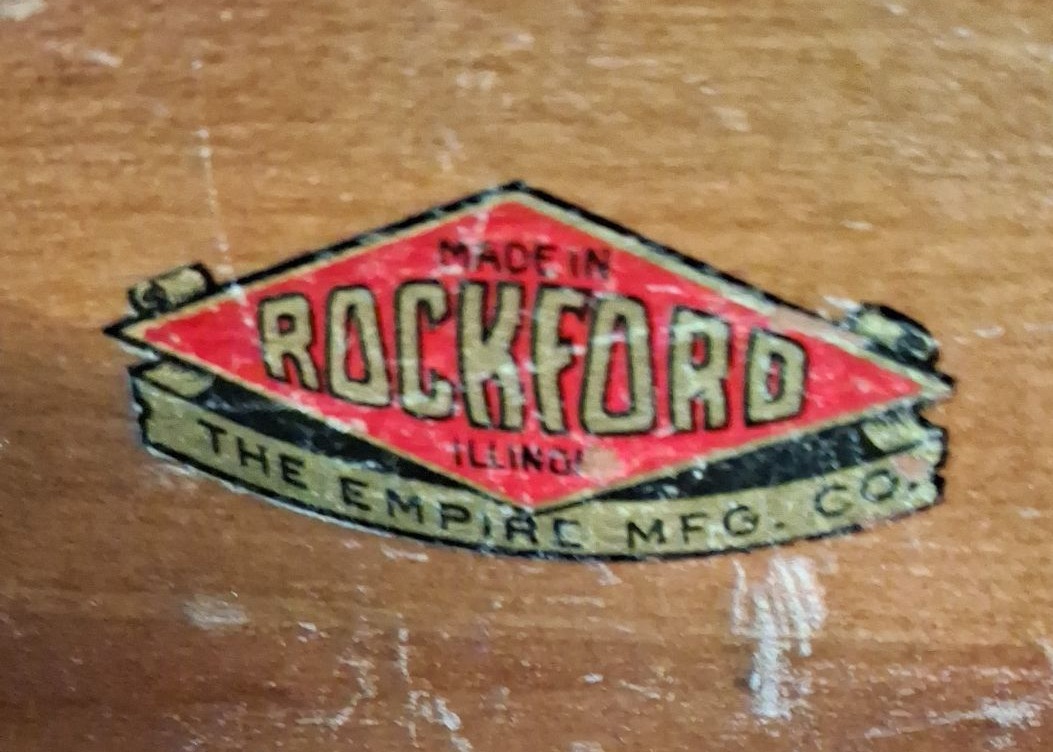 MADE IN
ROCKFORD
ILLINOI
THE EMPIRE MFG. CO.